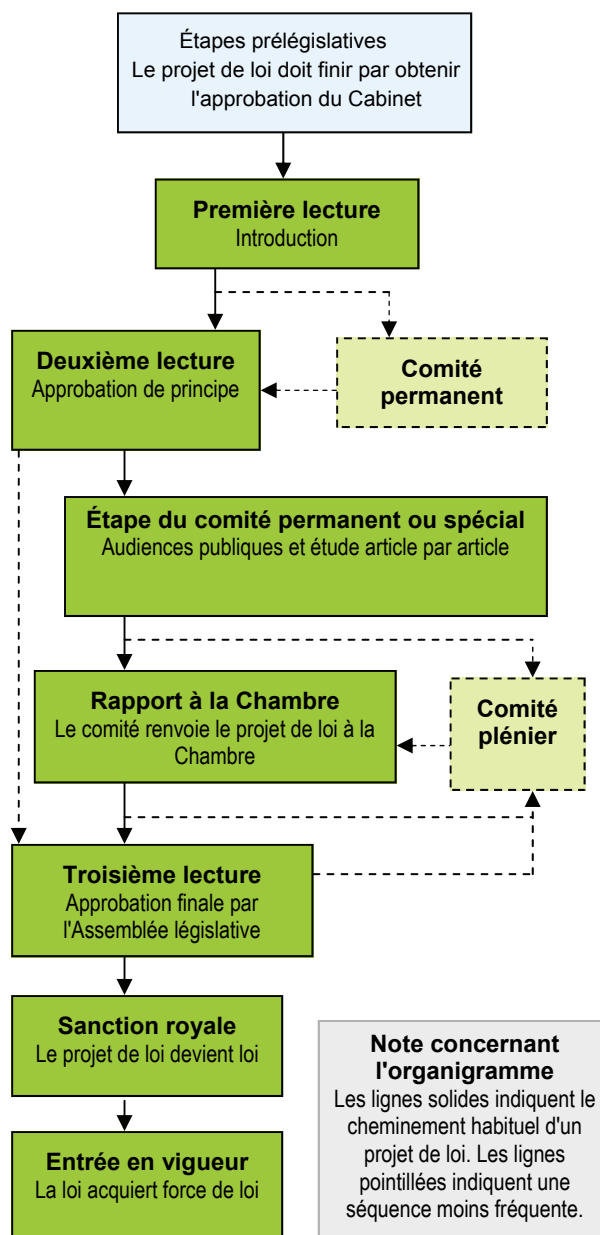 Étapes prélégislatives
Le projet de loi doit finir par obtenir
l'approbation du Cabinet
Première lecture
Introduction
Deuxième lecture
Approbation de principe
Comité
permanent
Étape du comité permanent ou spécial
Audiences publiques et étude article par article
Rapport à la Chambre
Le comité renvoie le projet de loi à la
Chambre
Comité
plénier
Troisième lecture
Approbation finale par
l'Assemblée législative
Sanction royale
Le projet de loi devient loi
Entrée en vigueur
La loi acquiert force de loi
Note concernant
l'organigramme
Les lignes solides indiquent le
cheminement habituel d'un
projet de loi. Les lignes
pointillées indiquent une
séquence moins fréquente.